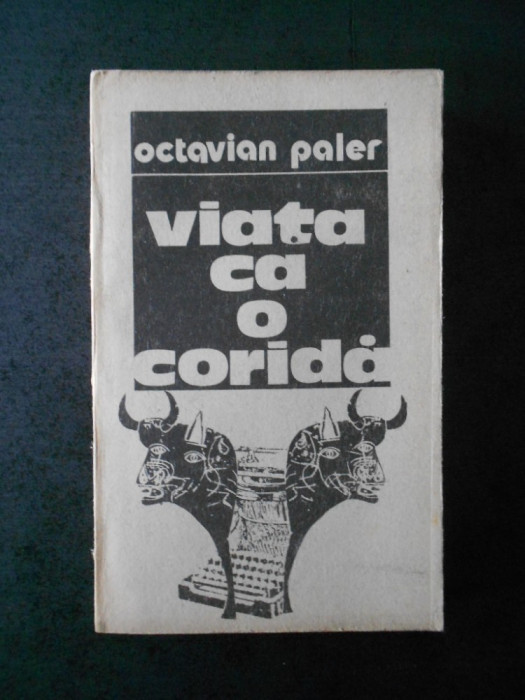 octavian paler
viața
ca
o
coridă